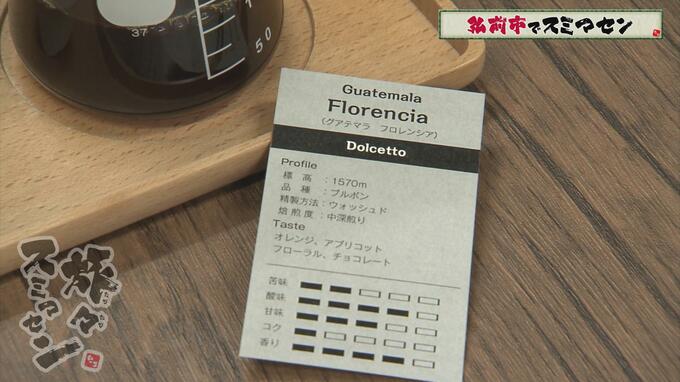 弘前市でスミマセン
37
50
Guatemala
Florencia
(グアテマラ フロレンシア)
Dolcetto
Profile
標高：1570m
品種：ブルボン
精製方法：ウォッシュド
焙煎度：中深煎り
Taste
オレンジ、アプリコット
フローラル、チョコレート
苦味
酸味
甘味
コク
香り
旅々
スミマセン